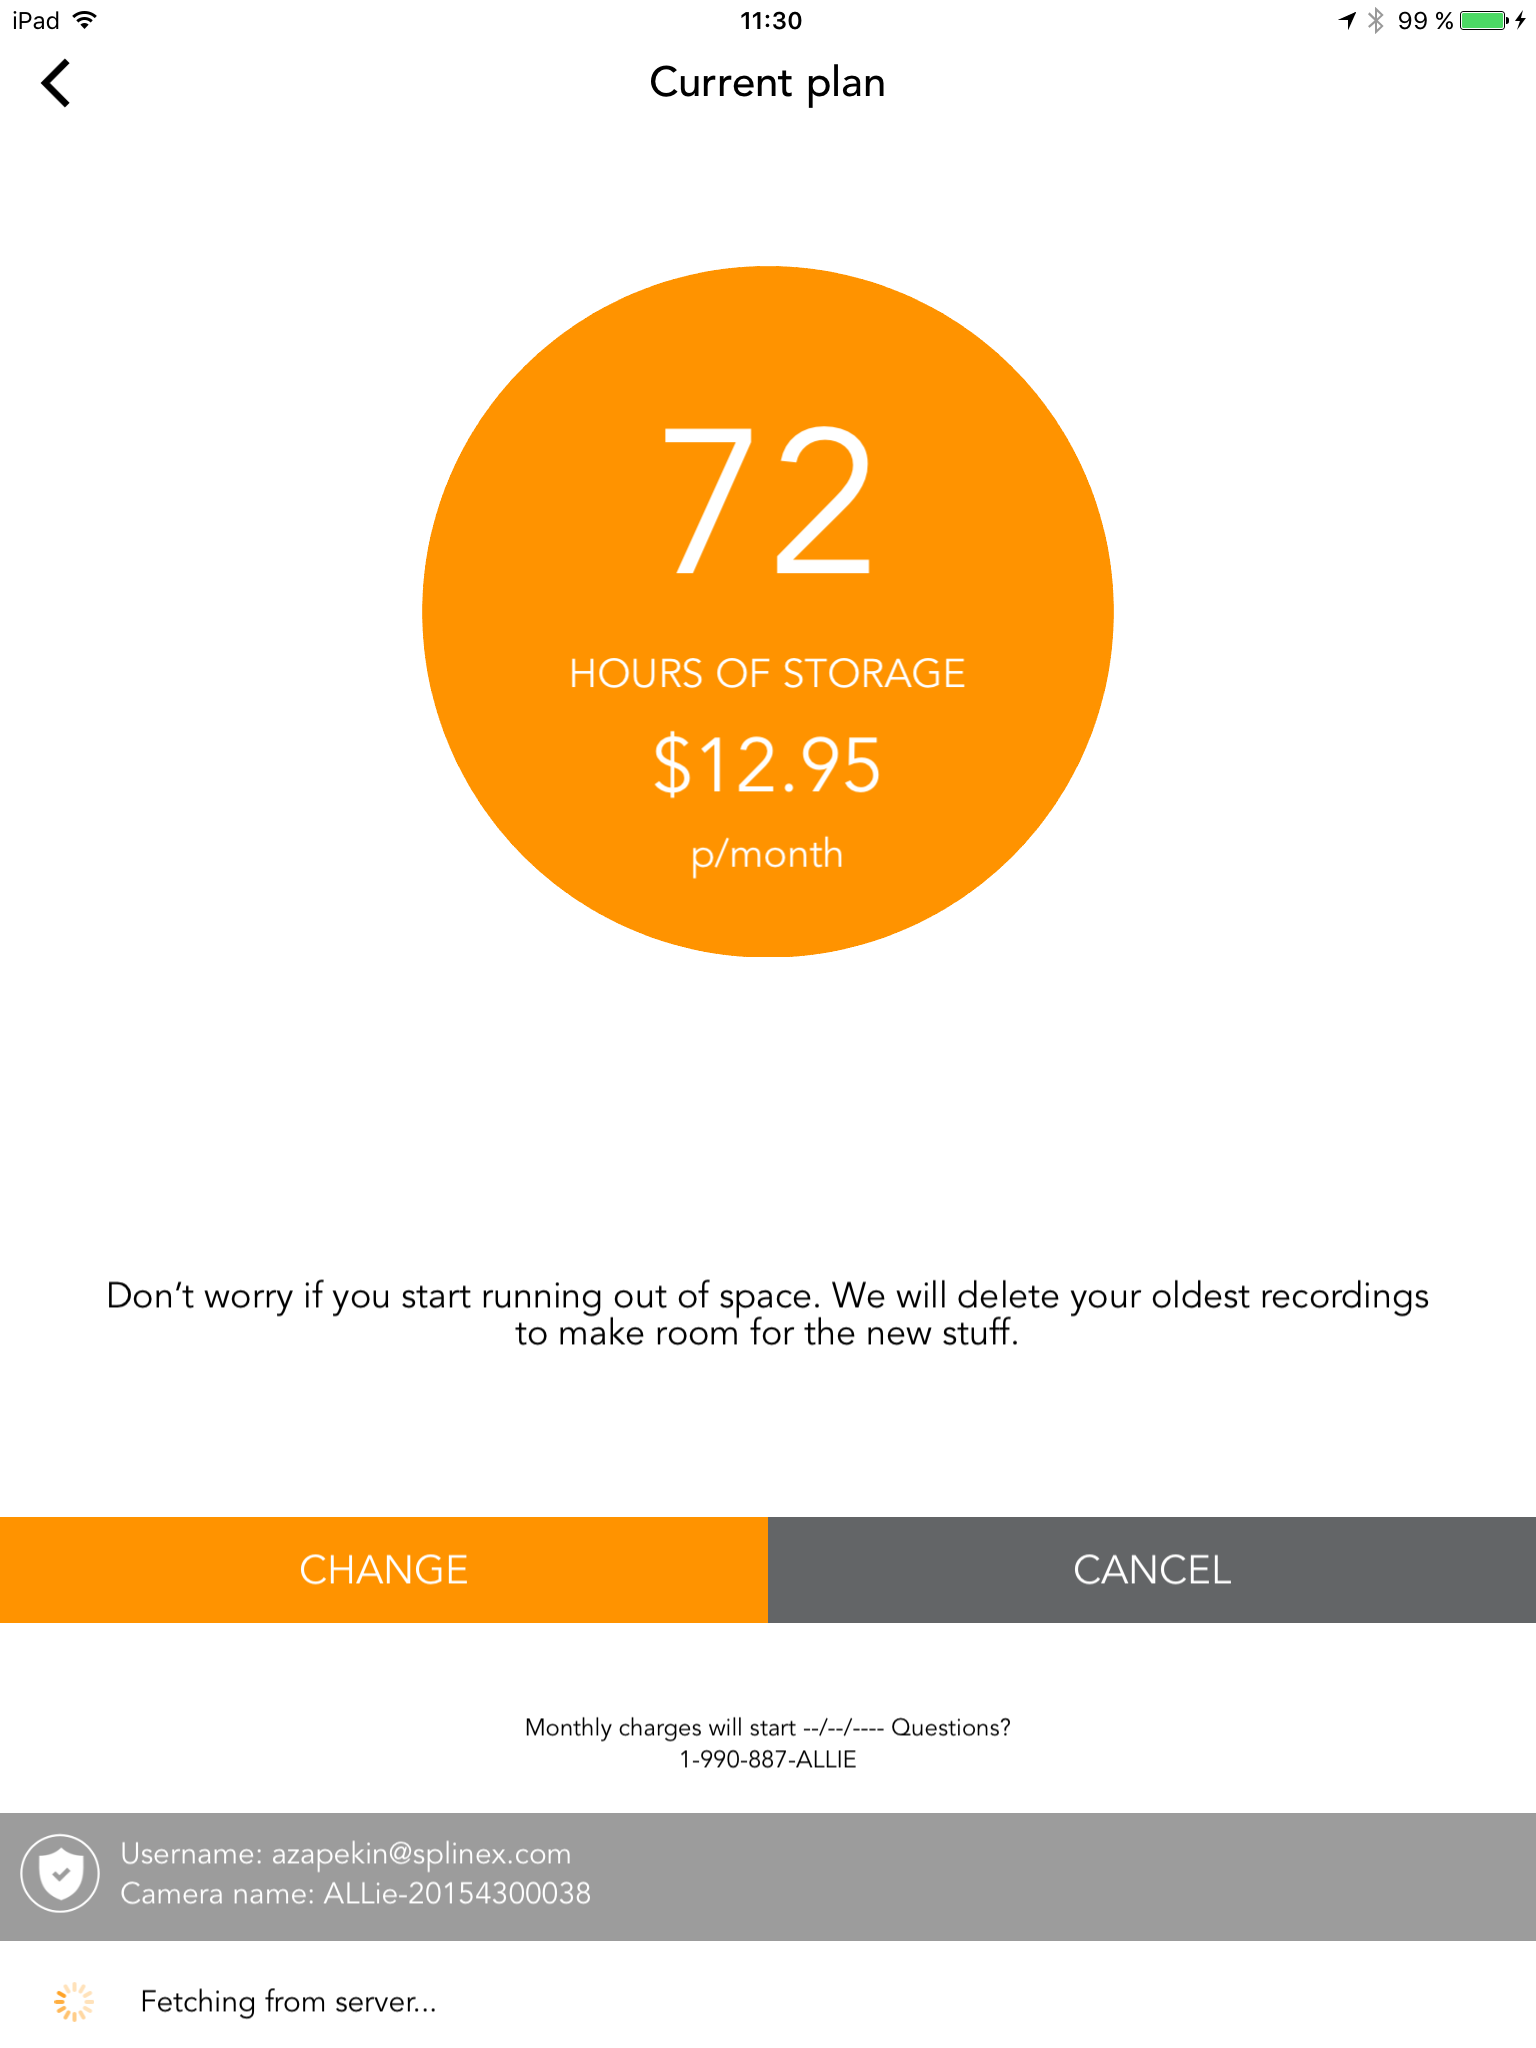 iPad
11:30
99 %
Current plan
72
HOURS OF STORAGE
$12.95
p/month
Don’t worry if you start running out of space. We will delete your oldest recordings
to make room for the new stuff.
CHANGE
CANCEL
Monthly charges will start --/--/---- Questions?
1-990-887-ALLIE
Username: azapekin@splinex.com
Camera name: ALLie-20154300038
Fetching from server...